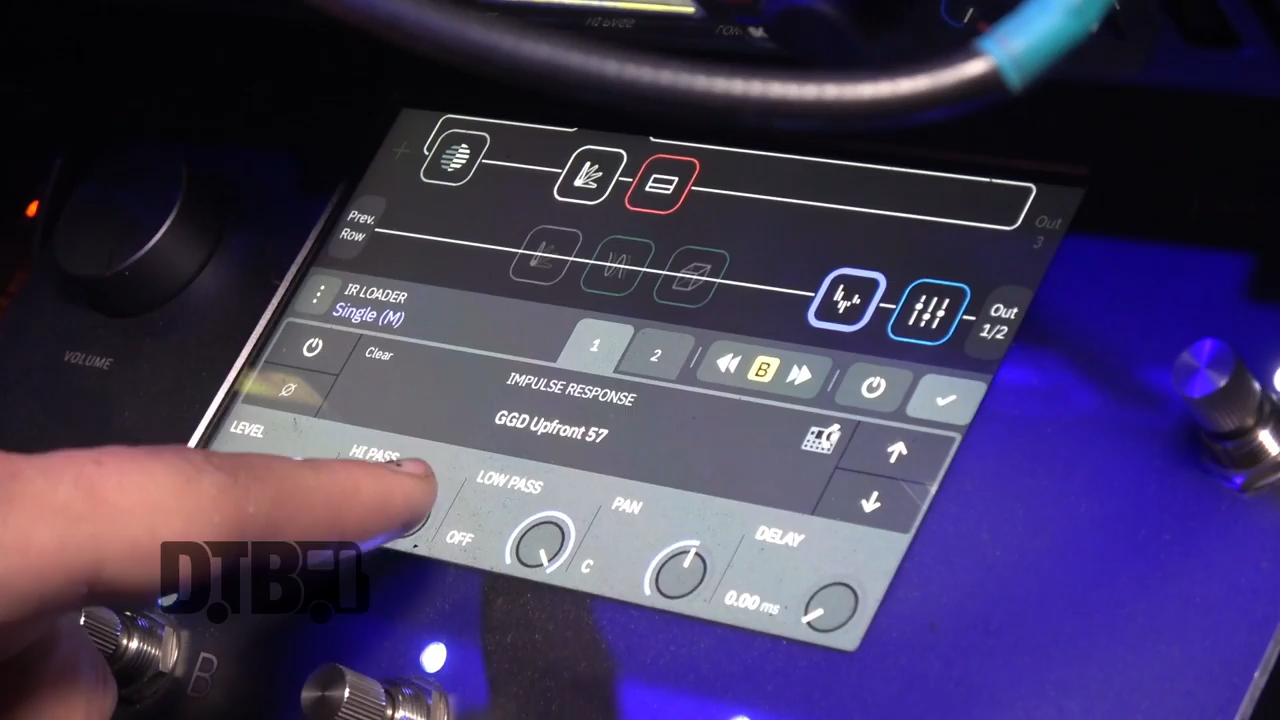 Out
3
Prev.
Row
Out
1/2
IR LOADER
Single (M)
1
2
B
Clear
IMPULSE RESPONSE
GGD Upfront 57
LEVEL
HI PASS
LOW PASS
PAN
DELAY
OFF
C
0.00 ms
VOLUME
DTB
B